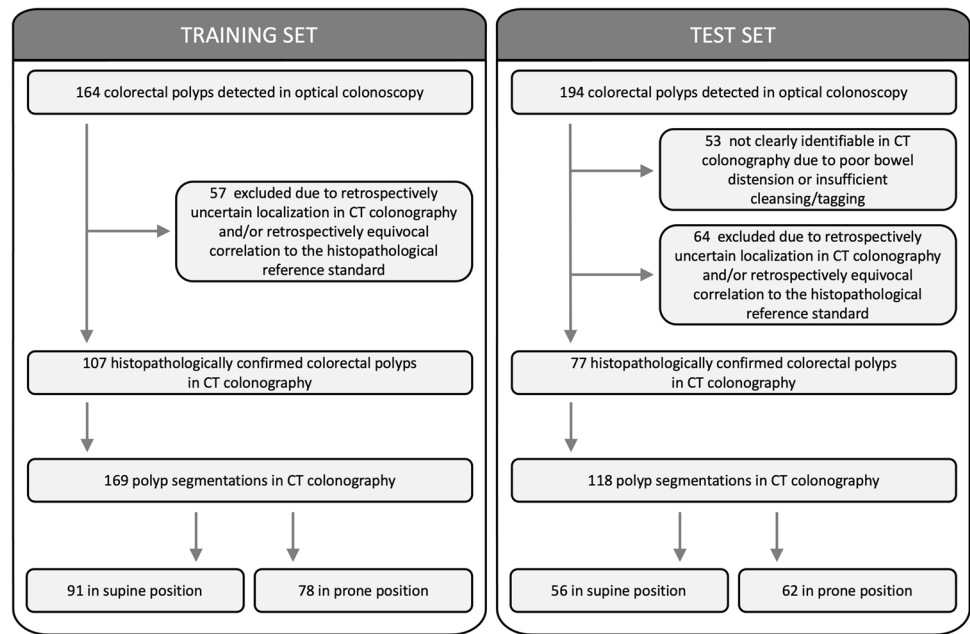 TRAINING SET
164 colorectal polyps detected in optical colonoscopy
57 excluded due to retrospectively
uncertain localization in CT colonography
and/or retrospectively equivocal
correlation to the histopathological
reference standard
107 histopathologically confirmed colorectal polyps
in CT colonography
169 polyp segmentations in CT colonography
91 in supine position
78 in prone position
TEST SET
194 colorectal polyps detected in optical colonoscopy
53 not clearly identifiable in CT
colonography due to poor bowel
distension or insufficient
cleansing/tagging
64 excluded due to retrospectively
uncertain localization in CT colonography
and/or retrospectively equivocal
correlation to the histopathological
reference standard
77 histopathologically confirmed colorectal polyps
in CT colonography
118 polyp segmentations in CT colonography
56 in supine position
62 in prone position